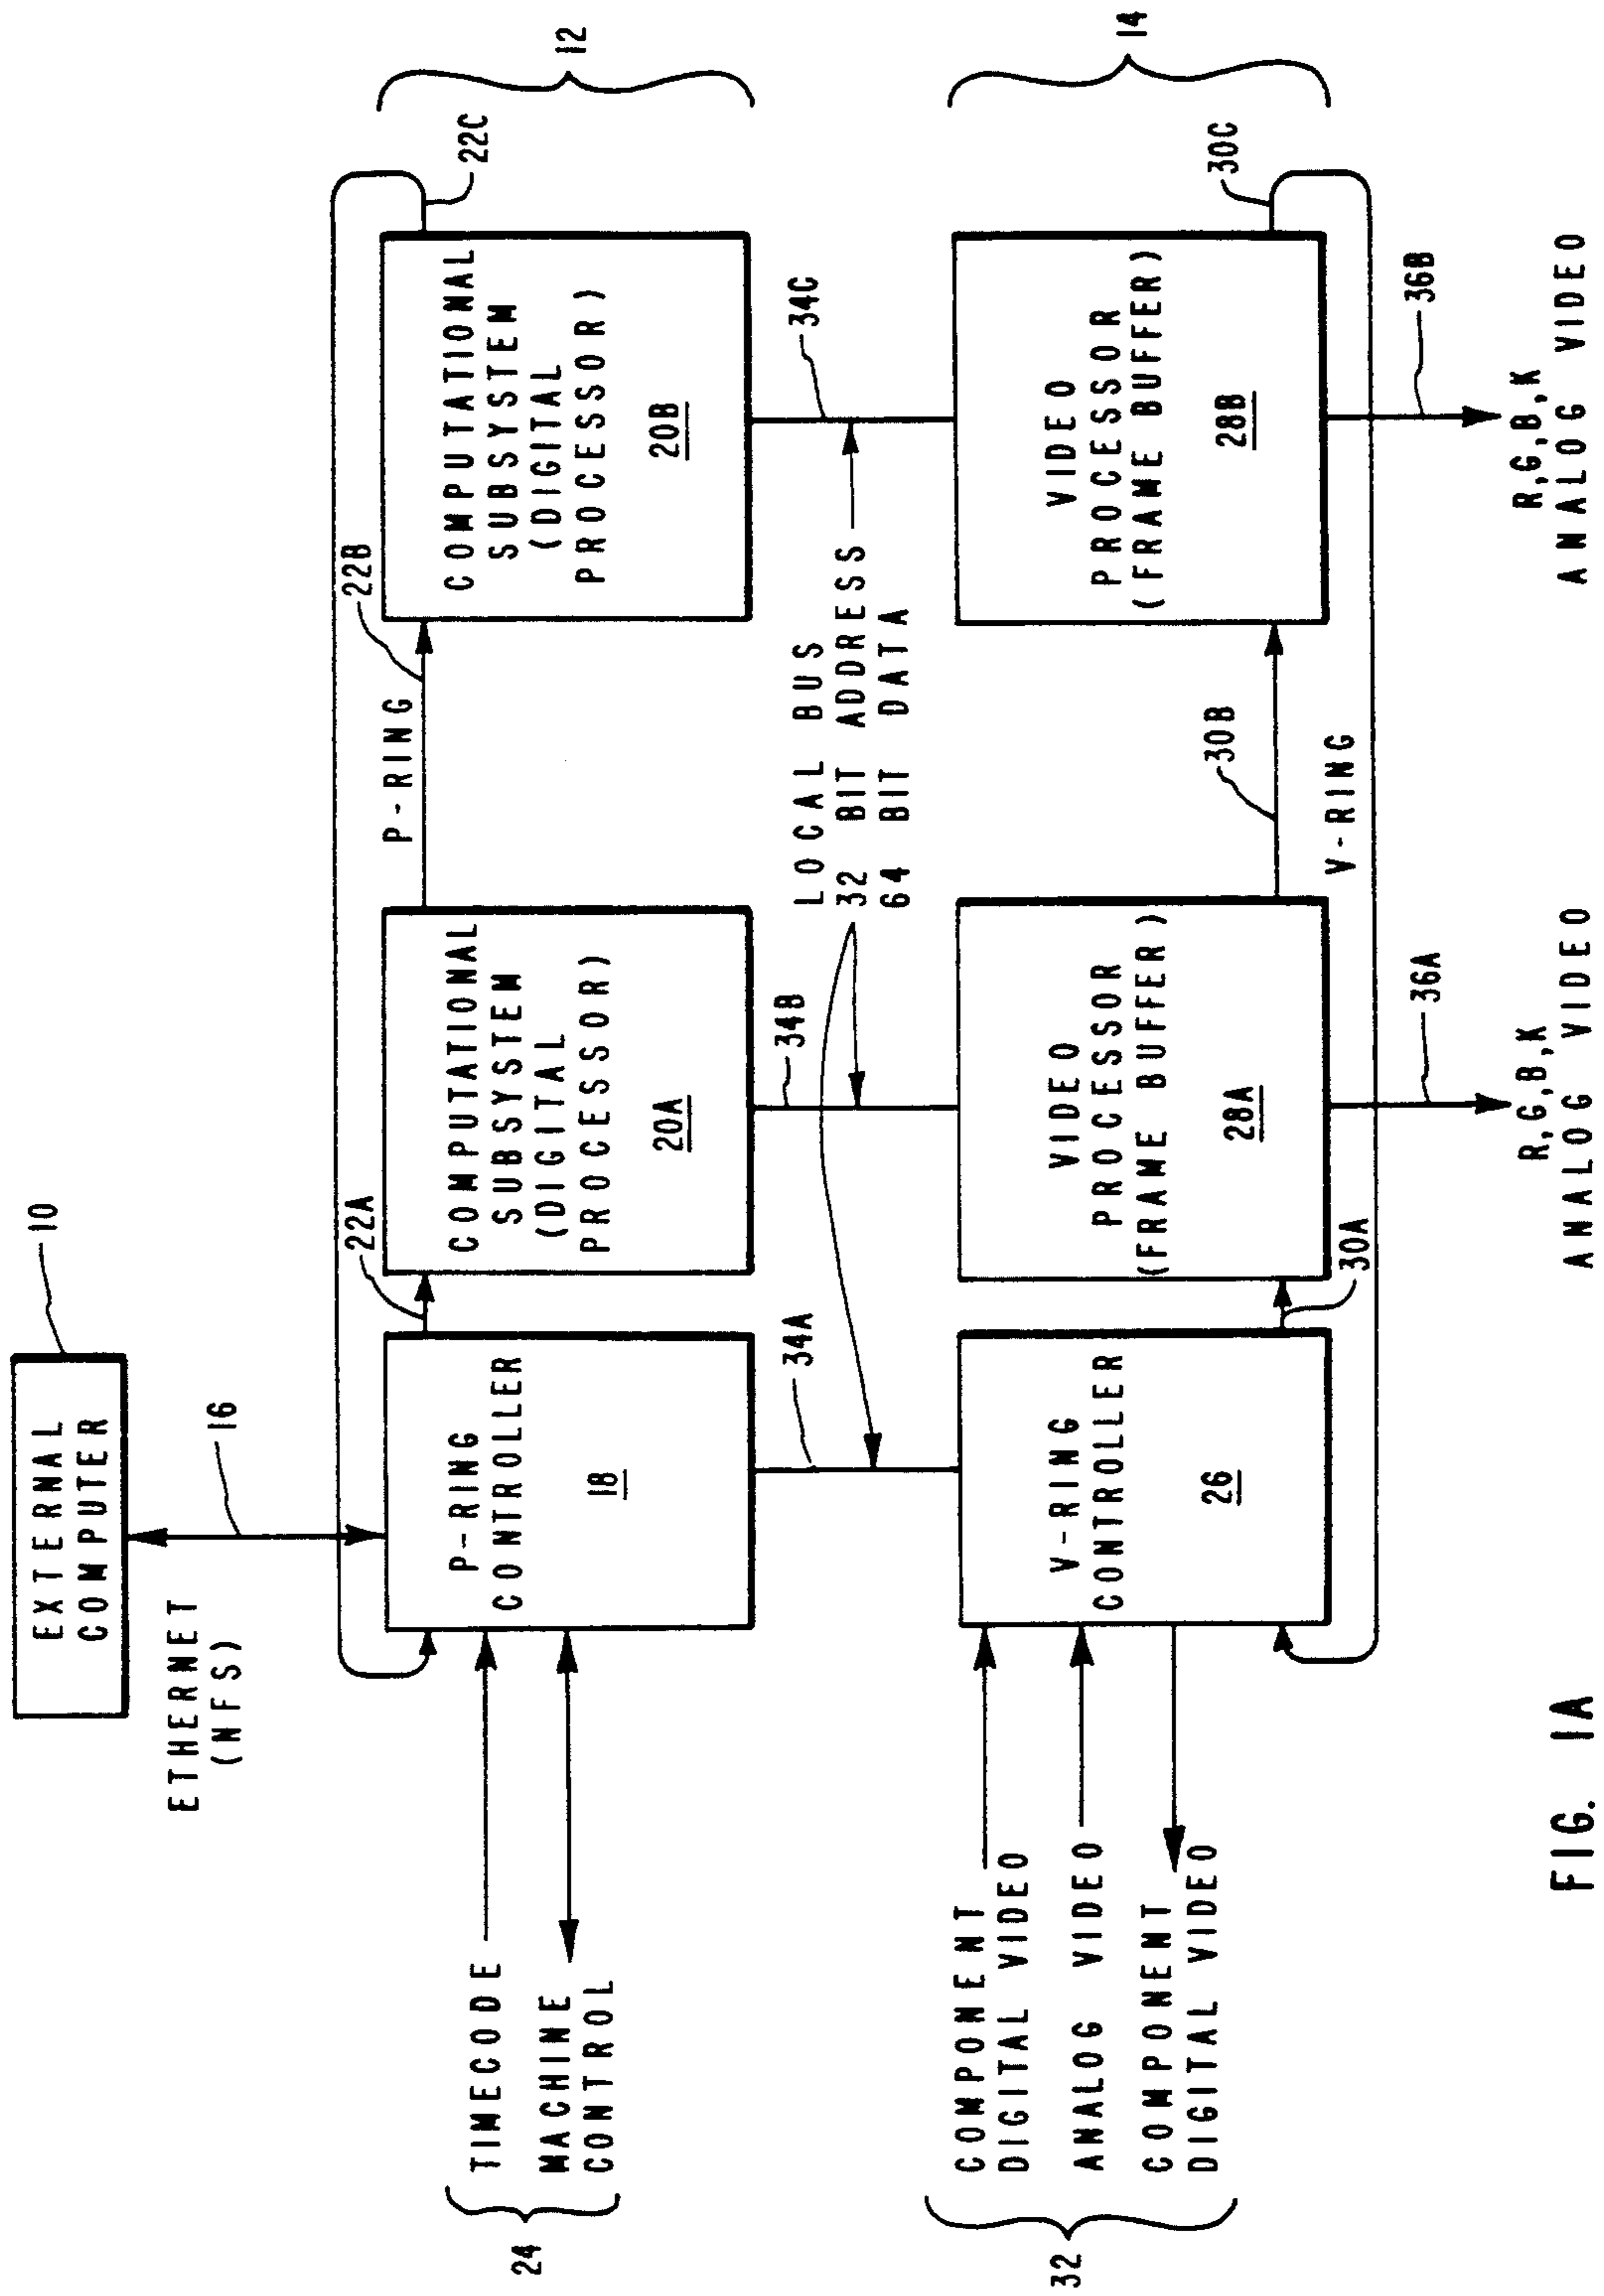 EXTERNAL
COMPUTER
10
ETHERNET
(NFS)
16
22A
22B
22C
12
P-RING
CONTROLLER
18
COMPUTATIONAL
SUBSYSTEM
(DIGITAL
PROCESSOR)
20A
P-RING
COMPUTATIONAL
SUBSYSTEM
(DIGITAL
PROCESSOR)
20B
24
TIMECODE
MACHINE
CONTROL
34A
34B
34C
LOCAL BUS
32 BIT ADDRESS
64 BIT DATA
32
COMPONENT
DIGITAL VIDEO
ANALOG VIDEO
COMPONENT
DIGITAL VIDEO
V-RING
CONTROLLER
26
VIDEO
PROCESSOR
(FRAME BUFFER)
28A
VIDEO
PROCESSOR
(FRAME BUFFER)
28B
14
30A
30B
30C
V-RING
36A
36B
R,G,B,K
ANALOG VIDEO
R,G,B,K
ANALOG VIDEO
FIG. 1A